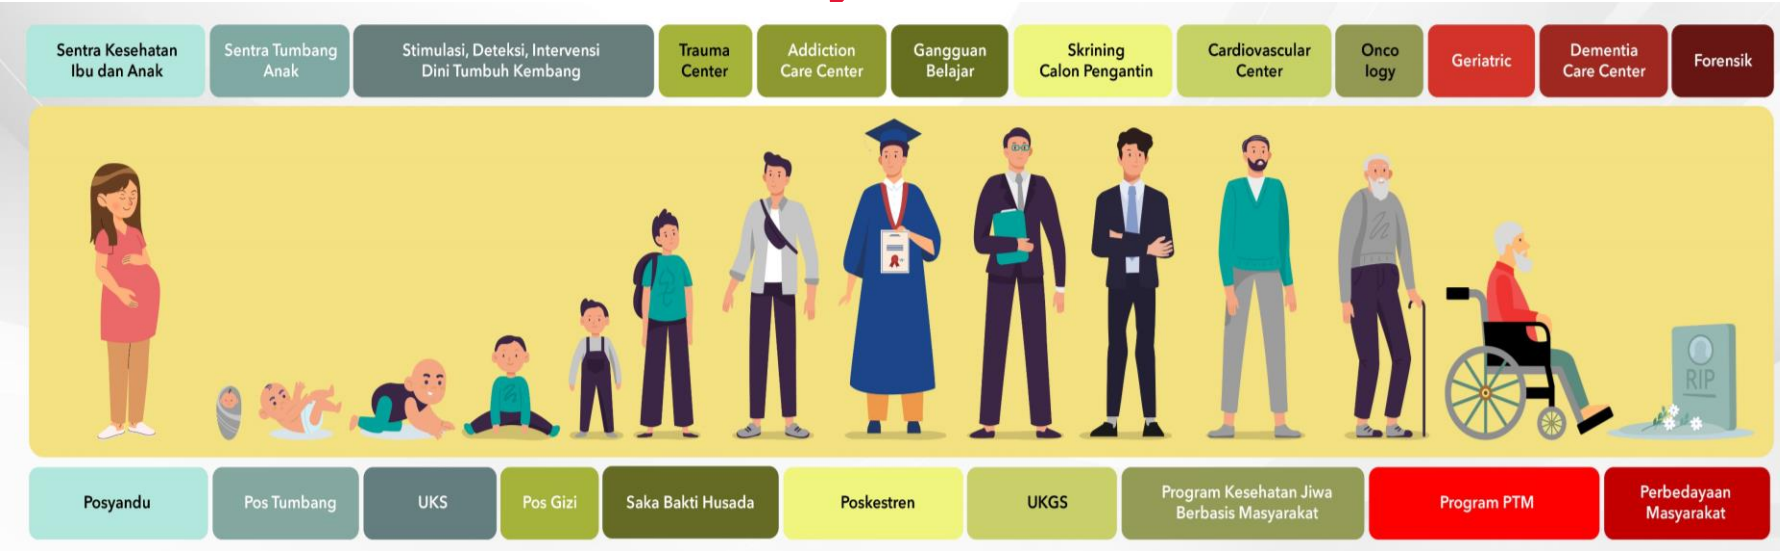 Sentra Kesehatan
Ibu dan Anak
Sentra Tumbang
Anak
Stimulasi, Deteksi, Intervensi
Dini Tumbuh Kembang
Trauma
Center
Addiction
Care Center
Gangguan
Belajar
Skrining
Calon Pengantin
Cardiovascular
Center
Onco
logy
Geriatric
Dementia
Care Center
Forensik
RIP
Posyandu
Pos Tumbang
UKS
Pos Gizi
Saka Bakti Husada
Poskestren
UKGS
Program Kesehatan Jiwa
Berbasis Masyarakat
Program PTM
Perbedayaan
Masyarakat